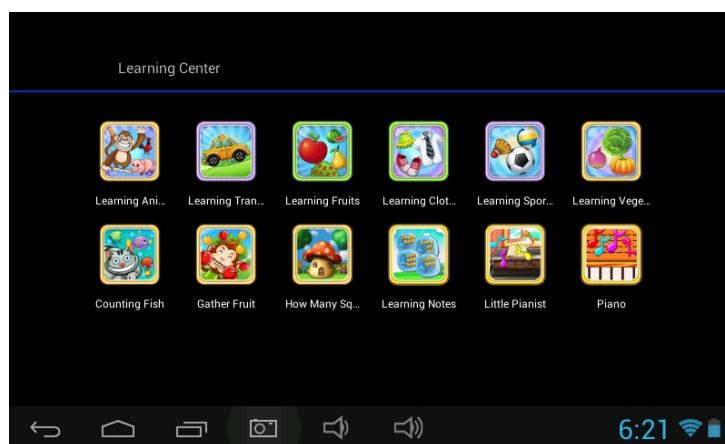 Learning Center
Learning Ani... Learning Tran... Learning Fruits Learning Clot... Learning Spor... Learning Vege...
Counting Fish Gather Fruit How Many Sq... Learning Notes Little Pianist Piano
6:21